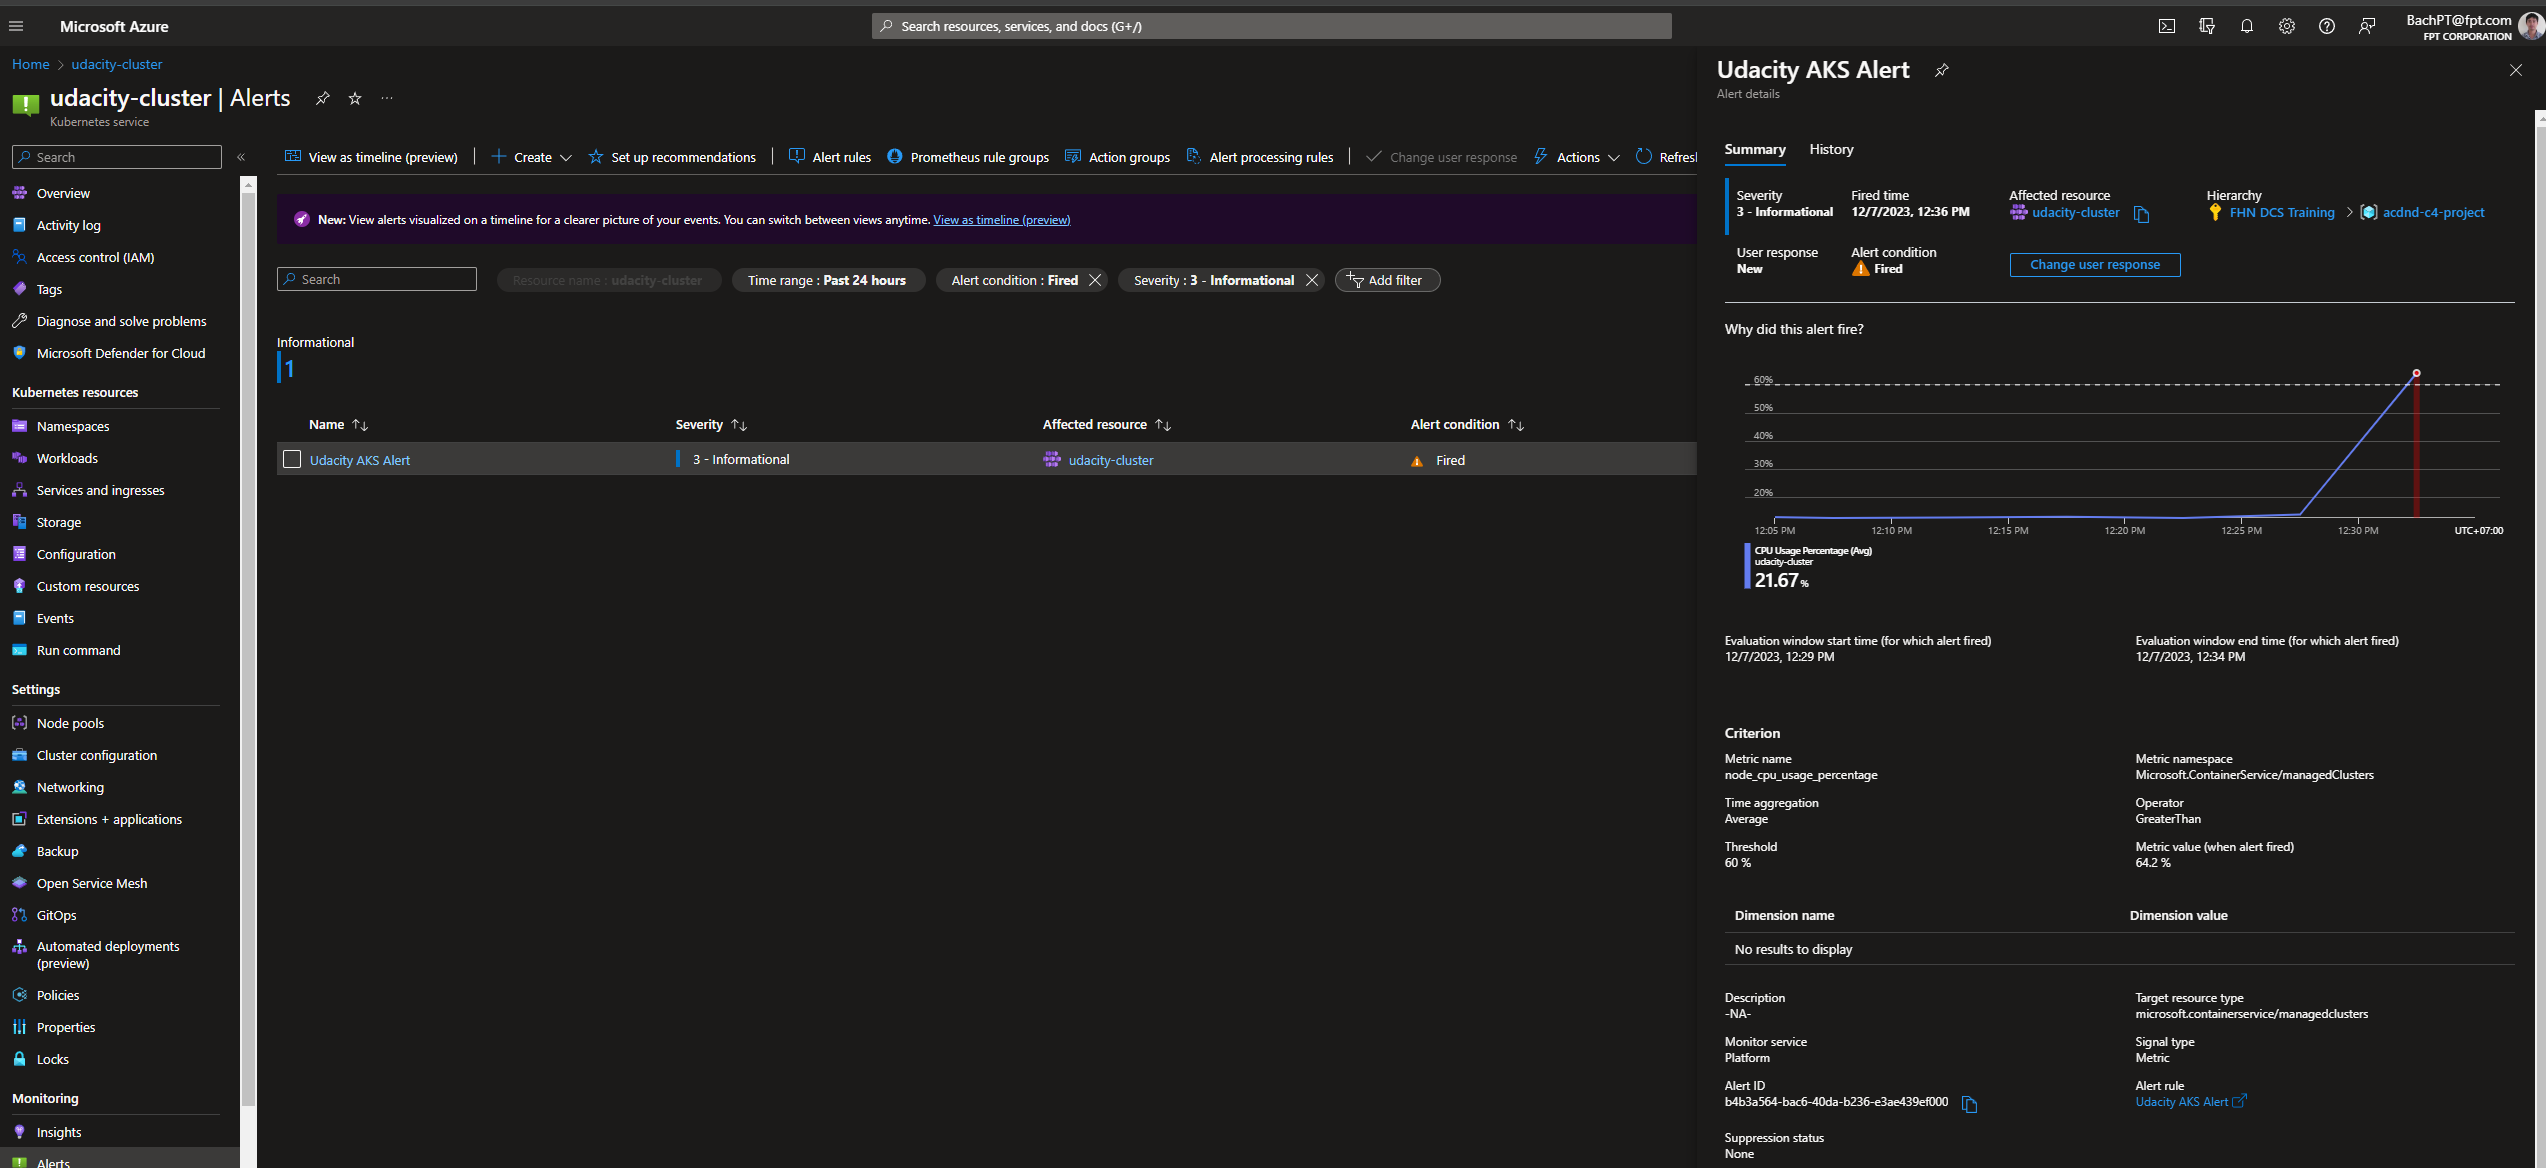 Microsoft Azure
Search resources, services, and docs (G+/)
BachPT@fpt.com
FPT CORPORATION
Home > udacity-cluster
udacity-cluster | Alerts
Kubernetes service
Search
Overview
Activity log
Access control (IAM)
Tags
Diagnose and solve problems
Microsoft Defender for Cloud
Kubernetes resources
Namespaces
Workloads
Services and ingresses
Storage
Configuration
Custom resources
Events
Run command
Settings
Node pools
Cluster configuration
Networking
Extensions + applications
Backup
Open Service Mesh
GitOps
Automated deployments
(preview)
Policies
Properties
Locks
Monitoring
Insights
Alerts
View as timeline (preview) Create Set up recommendations Alert rules Prometheus rule groups Action groups Alert processing rules Change user response Actions Refresh
New: View alerts visualized on a timeline for a clearer picture of your events. You can switch between views anytime. View as timeline (preview)
Search Resource name : udacity-cluster Time range : Past 24 hours Alert condition : Fired Severity : 3 - Informational Add filter
Informational
1
Name Severity Affected resource Alert condition
Udacity AKS Alert 3 - Informational udacity-cluster Fired
Udacity AKS Alert
Alert details
Summary History
Severity Fired time Affected resource Hierarchy
3 - Informational 12/7/2023, 12:36 PM udacity-cluster FHN DCS Training > acdnd-c4-project
User response Alert condition
New Fired Change user response
Why did this alert fire?
60%
50%
40%
30%
20%
12:05 PM 12:10 PM 12:15 PM 12:20 PM 12:25 PM 12:30 PM UTC+07:00
CPU Usage Percentage (Avg)
udacity-cluster
21.67 %
Evaluation window start time (for which alert fired) Evaluation window end time (for which alert fired)
12/7/2023, 12:29 PM 12/7/2023, 12:34 PM
Criterion
Metric name Metric namespace
node_cpu_usage_percentage Microsoft.ContainerService/managedClusters
Time aggregation Operator
Average GreaterThan
Threshold Metric value (when alert fired)
60 % 64.2 %
Dimension name Dimension value
No results to display
Description Target resource type
-NA- microsoft.containerservice/managedclusters
Monitor service Signal type
Platform Metric
Alert ID Alert rule
b4b3a564-bac6-40da-b236-e3ae439ef000 Udacity AKS Alert
Suppression status
None